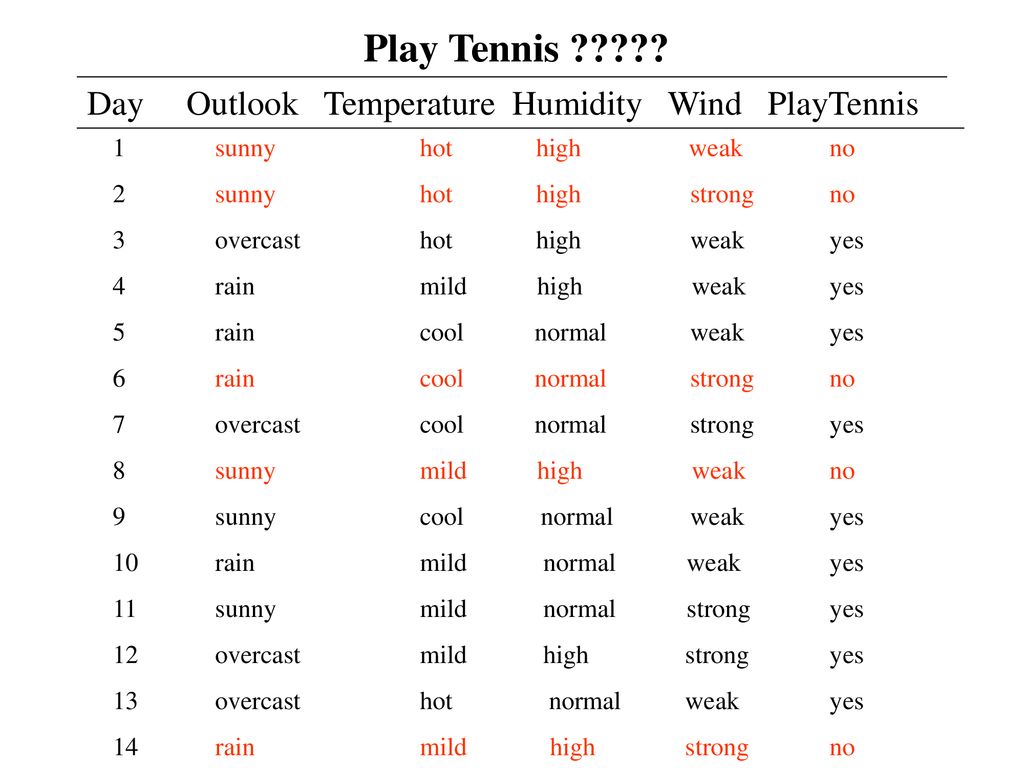 Play Tennis ?????
Day Outlook Temperature Humidity Wind PlayTennis
1 sunny hot high weak no
2 sunny hot high strong no
3 overcast hot high weak yes
4 rain mild high weak yes
5 rain cool normal weak yes
6 rain cool normal strong no
7 overcast cool normal strong yes
8 sunny mild high weak no
9 sunny cool normal weak yes
10 rain mild normal weak yes
11 sunny mild normal strong yes
12 overcast mild high strong yes
13 overcast hot normal weak yes
14 rain mild high strong no